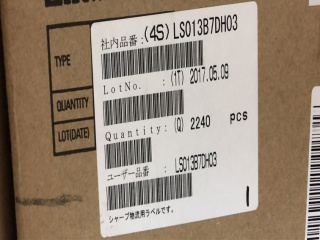 社内品番: (4S) LS013B7DH03
TYPE
LotNo. : (1T) 2017.05.09
QUANTITY
LOT(DATE)
Quantity: (Q) 2240 pcs
ユーザー品番 : LS013B7DH03
シャープ物流用ラベルです。
1